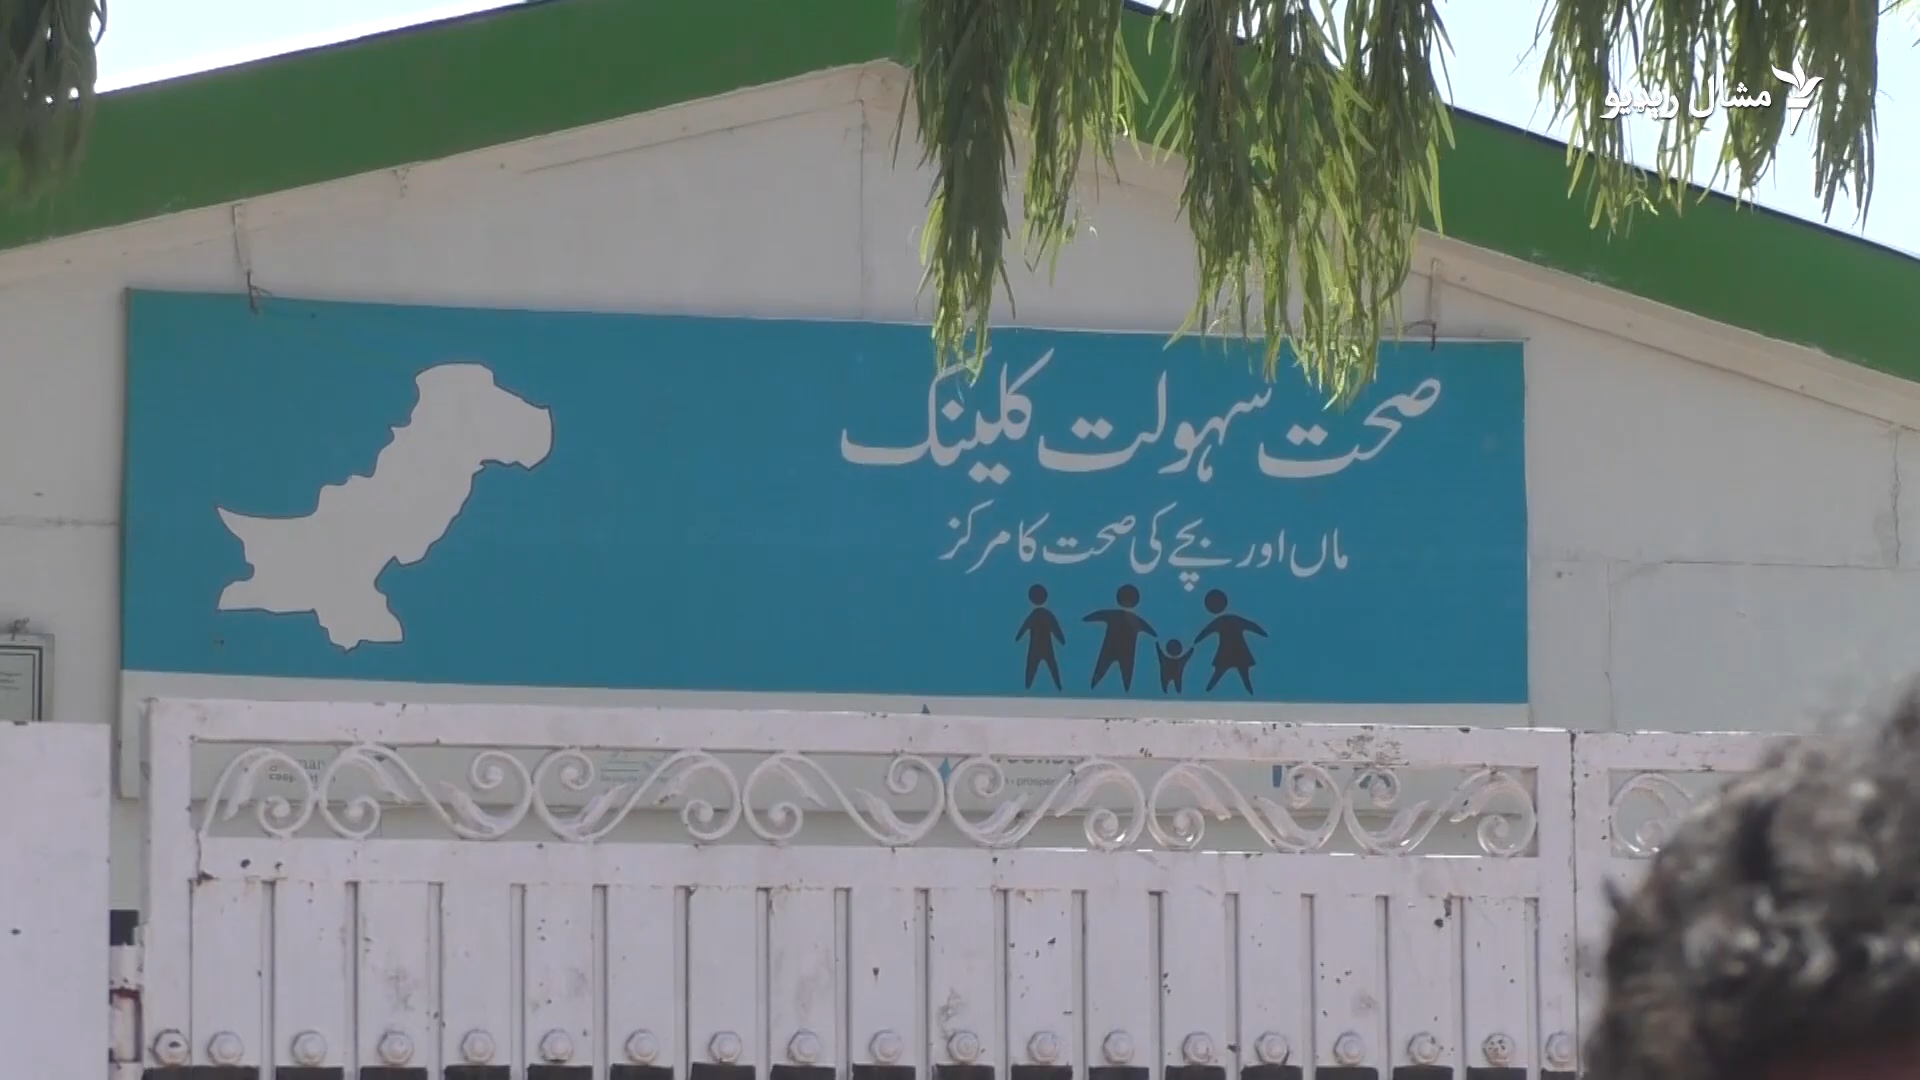 مشال ریډیو
صحت سہولت کلینک
ماں اور بچے کی صحت کا مرکز